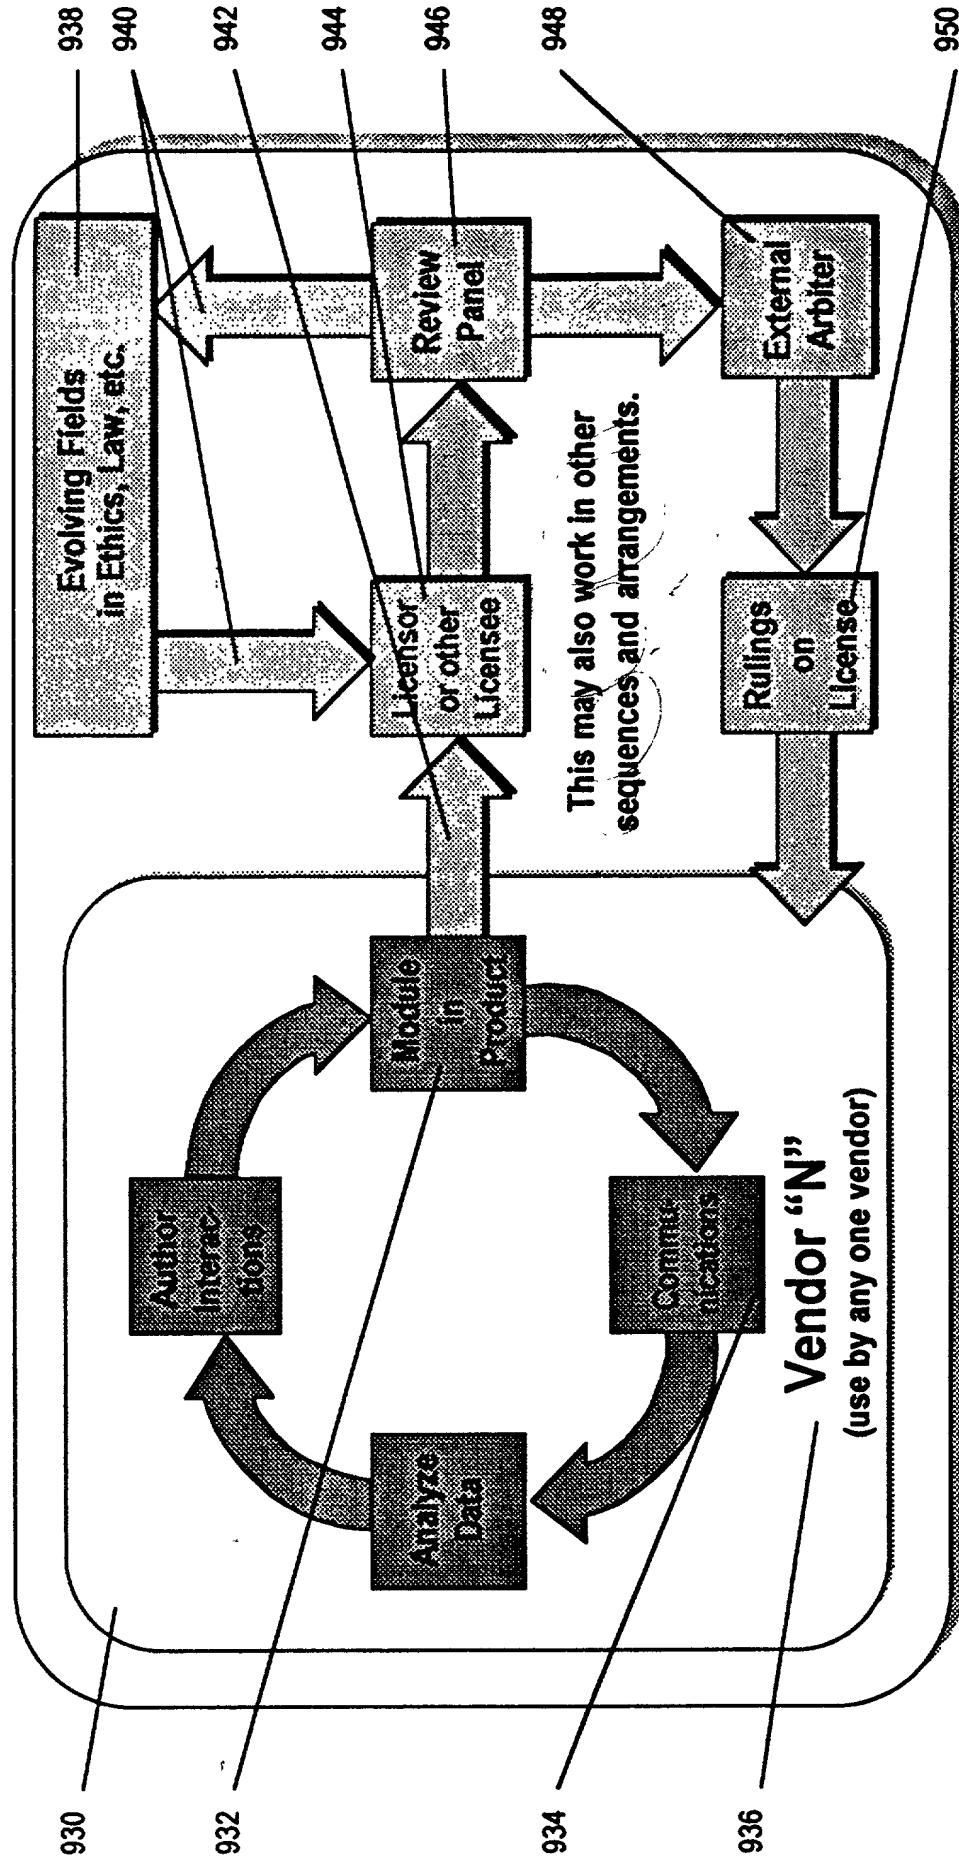 938
940
942
944
946
948
950
Evolving Fields
in Ethics, Law, etc.
Licensor
or other
Licensee
Review
Panel
External
Arbiter
Rulings
on
License
This may also work in other
sequences and arrangements.
Author
Interac-
tions
Module
in
Product
Commu-
nications
Analyze
Data
Vendor “N”
(use by any one vendor)
930
932
934
936